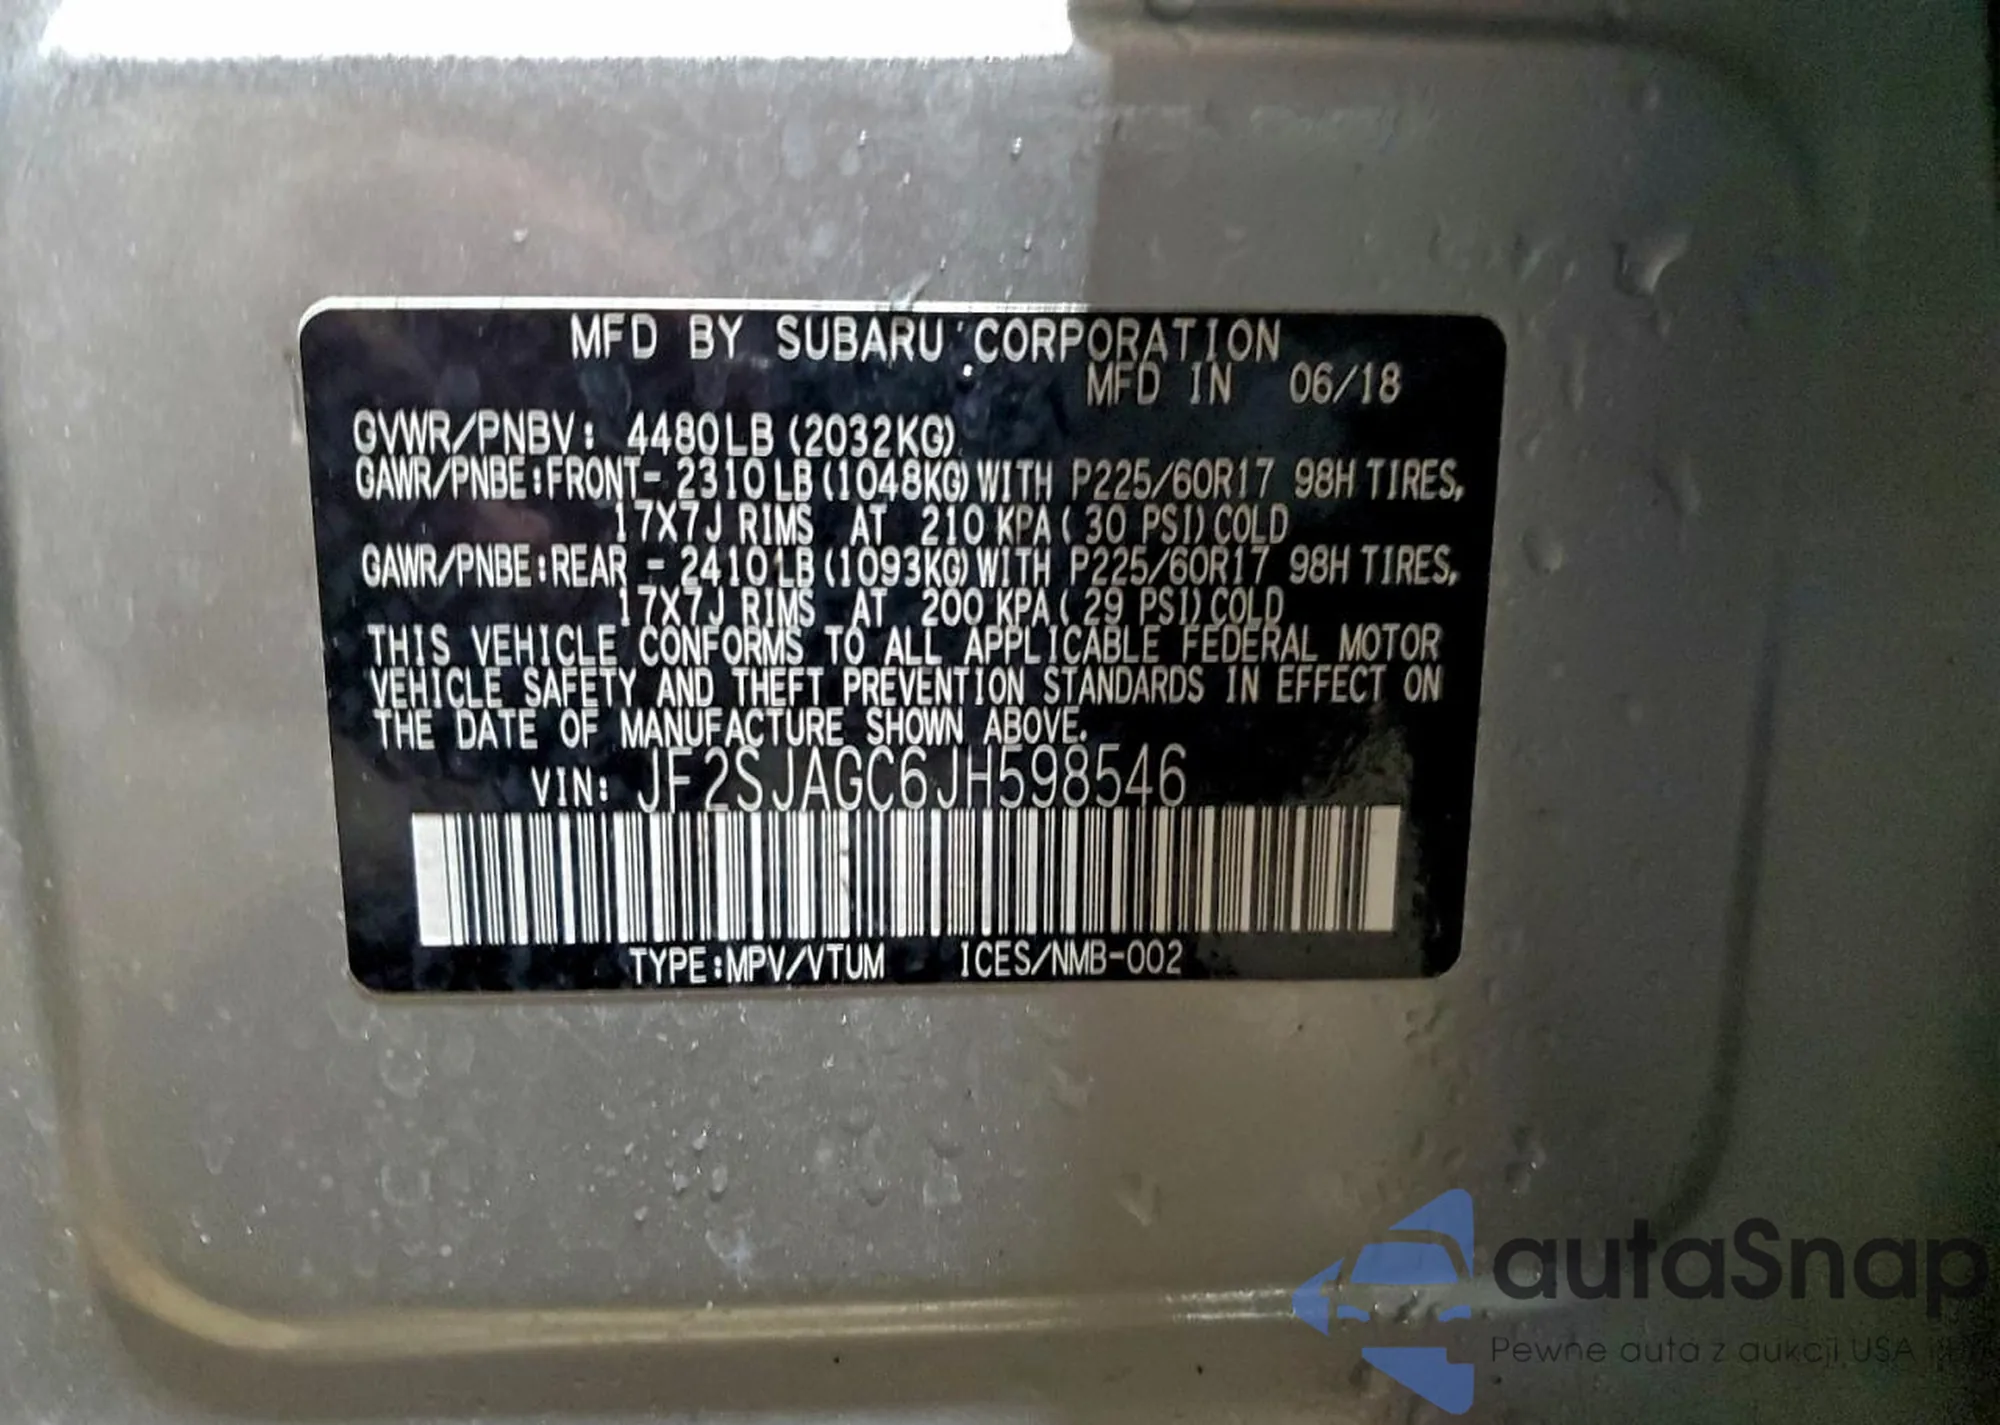 MFD BY SUBARU CORPORATION
MFD IN 06/18
GVWR/PNBV: 4480LB (2032KG)
GAWR/PNBE:FRONT- 2310LB (1048KG) WITH P225/60R17 98H TIRES,
17X7J RIMS AT 210 KPA ( 30 PSI) COLD
GAWR/PNBE:REAR - 2410LB (1093KG) WITH P225/60R17 98H TIRES,
17X7J RIMS AT 200 KPA ( 29 PSI) COLD
THIS VEHICLE CONFORMS TO ALL APPLICABLE FEDERAL MOTOR
VEHICLE SAFETY AND THEFT PREVENTION STANDARDS IN EFFECT ON
THE DATE OF MANUFACTURE SHOWN ABOVE.
VIN: JF2SJAGC6JH598546
TYPE:MPV/VTUM ICES/NMB-002
autaSnap
Pewne auta z aukcji USA i